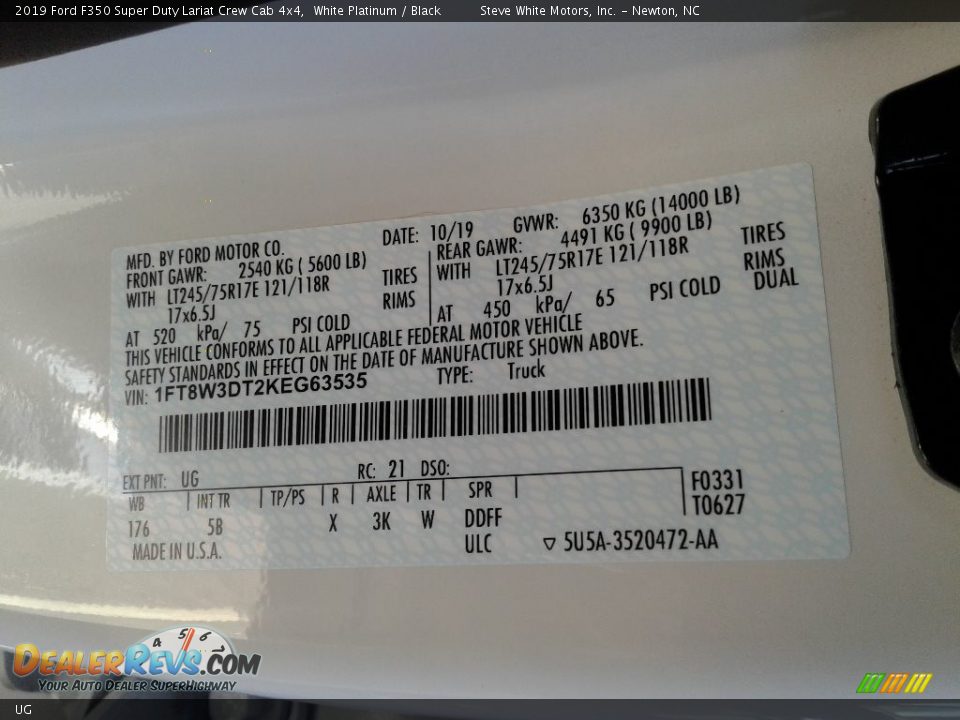 2019 Ford F350 Super Duty Lariat Crew Cab 4x4, White Platinum / Black Steve White Motors, Inc. – Newton, NC
MFD. BY FORD MOTOR CO. DATE: 10/19 GVWR: 6350 KG (14000 LB)
FRONT GAWR: 2540 KG ( 5600 LB) REAR GAWR: 4491 KG ( 9900 LB)
WITH LT245/75R17E 121/118R TIRES WITH LT245/75R17E 121/118R TIRES
17x6.5J RIMS 17x6.5J RIMS
AT 520 kPa/ 75 PSI COLD AT 450 kPa/ 65 PSI COLD DUAL
THIS VEHICLE CONFORMS TO ALL APPLICABLE FEDERAL MOTOR VEHICLE
SAFETY STANDARDS IN EFFECT ON THE DATE OF MANUFACTURE SHOWN ABOVE.
VIN: 1FT8W3DT2KEG63535 TYPE: Truck
EXT PNT: UG RC: 21 DSO:
WB INT TR TP/PS R AXLE TR SPR F0331
176 5B X 3K W DDFF T0627
MADE IN U.S.A. ULC ▽ 5U5A-3520472-AA
4 5 6
DEALERREVS.COM
YOUR AUTO DEALER SUPERHIGHWAY
UG